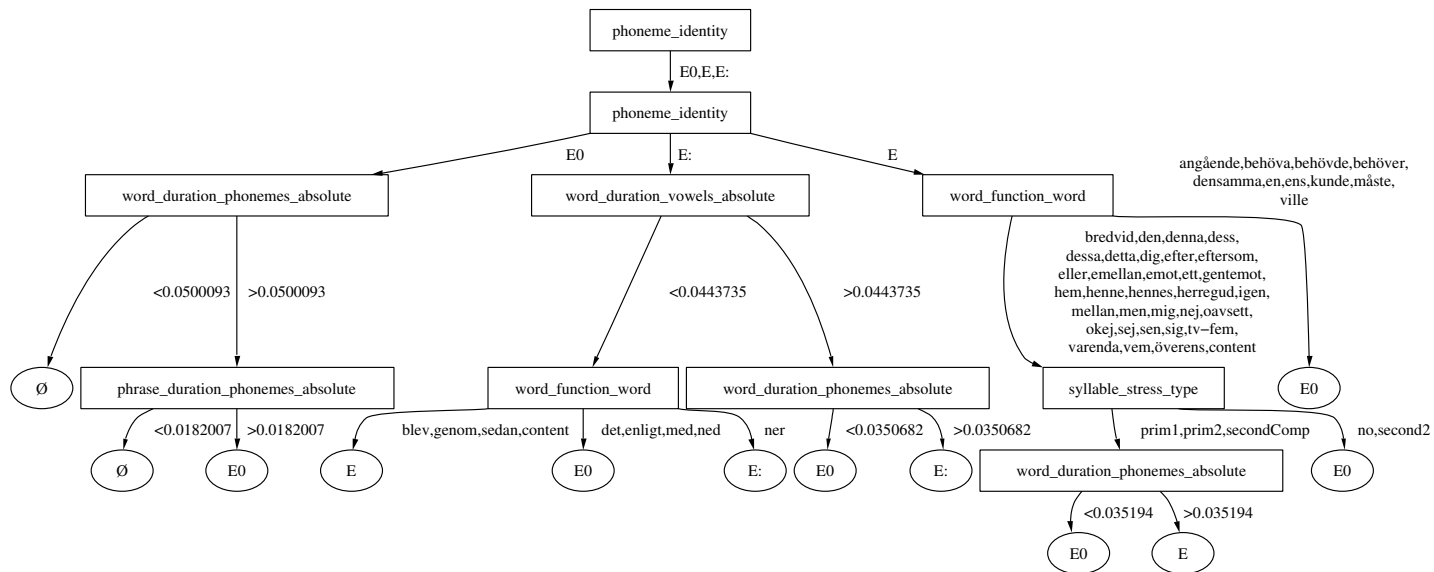 phoneme_identity
E0,E,E:
phoneme_identity
E0
E:
E
word_duration_phonemes_absolute
word_duration_vowels_absolute
word_function_word
angående,behöva,behövde,behöver,
densamma,en,ens,kunde,måste,
ville
bredvid,den,denna,dess,
dessa,detta,dig,efter,eftersom,
eller,emellan,emot,ett,gentemot,
hem,henne,hennes,herregud,igen,
mellan,men,mig,nej,oavsett,
okej,sej,sen,sig,tv−fem,
varenda,vem,överens,content
<0.0500093
>0.0500093
<0.0443735
>0.0443735
Ø
phrase_duration_phonemes_absolute
word_function_word
word_duration_phonemes_absolute
syllable_stress_type
E0
<0.0182007
>0.0182007
blev,genom,sedan,content
det,enligt,med,ned
ner
<0.0350682
>0.0350682
prim1,prim2,secondComp
no,second2
Ø
E0
E
E0
E:
E0
E:
word_duration_phonemes_absolute
E0
<0.035194
>0.035194
E0
E